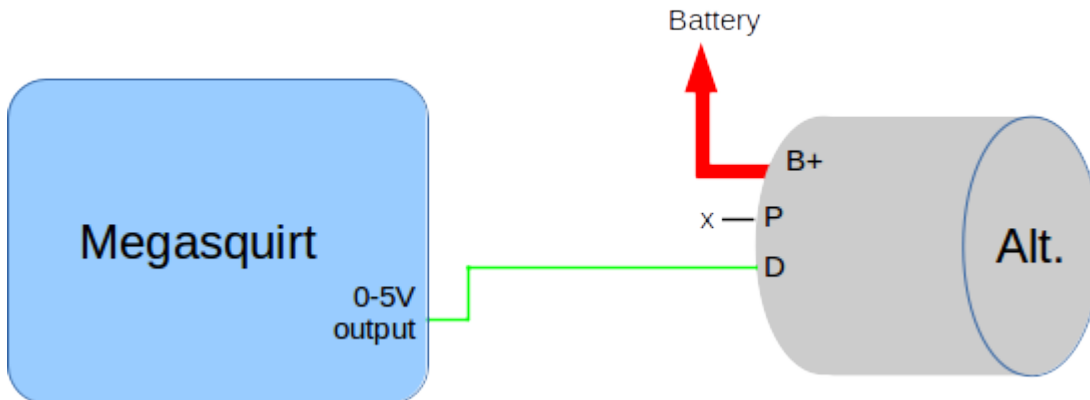 Battery
B+
x
P
Megasquirt
Alt.
D
0-5V
output